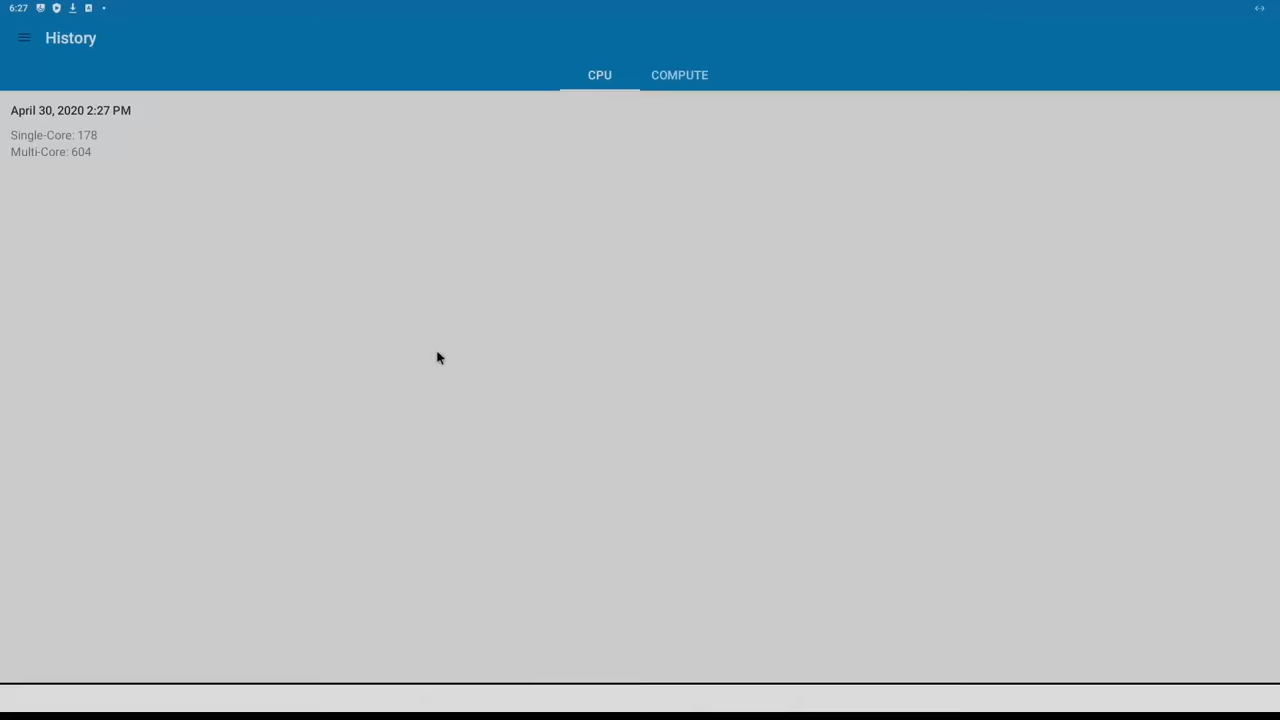 6:27
History
CPU
COMPUTE
April 30, 2020 2:27 PM
Single-Core: 178
Multi-Core: 604